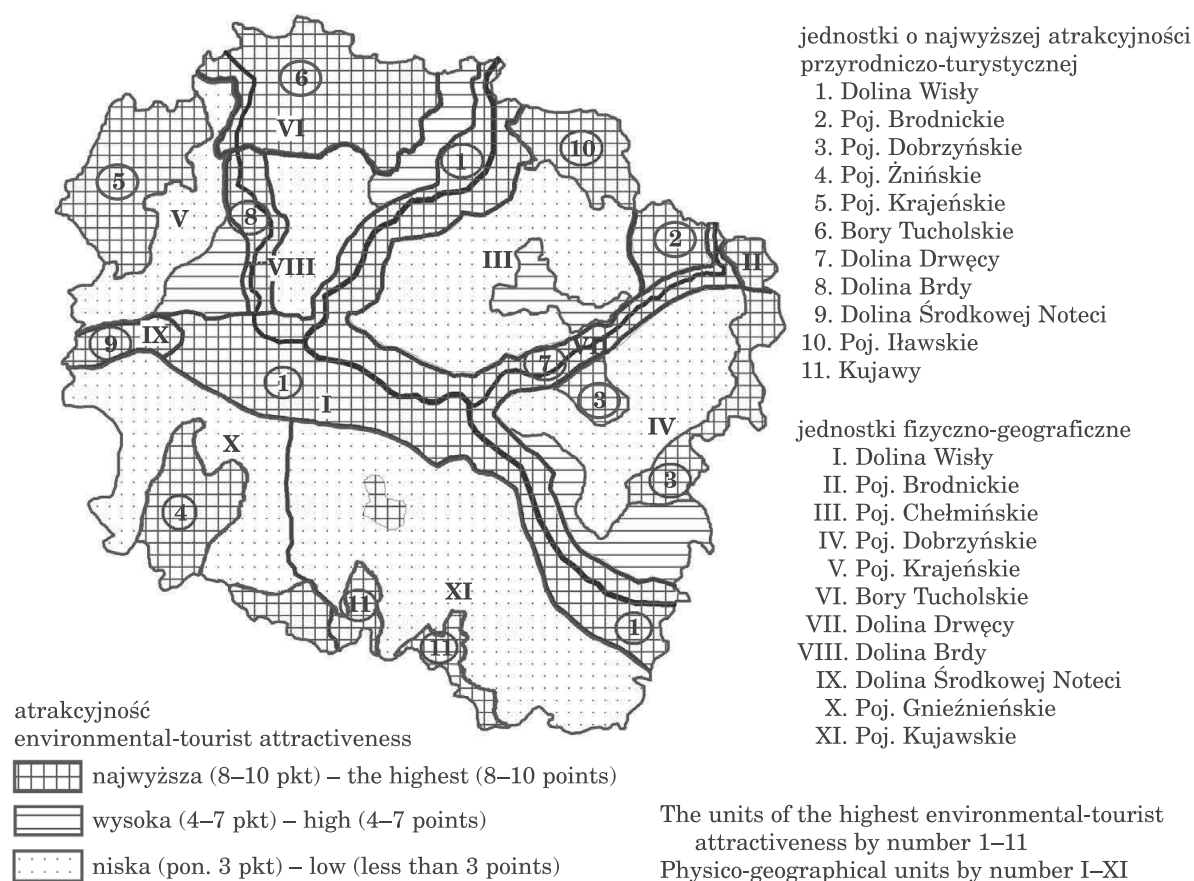 6
VI
1
10
5
V
8
VIII
III
2
II
IX
9
7
1
I
3
IV
X
4
3
XI
11
11
1
jednostki o najwyższej atrakcyjności
przyrodniczo-turystycznej
1. Dolina Wisły
2. Poj. Brodnickie
3. Poj. Dobrzyńskie
4. Poj. Żnińskie
5. Poj. Krajeńskie
6. Bory Tucholskie
7. Dolina Drwęcy
8. Dolina Brdy
9. Dolina Środkowej Noteci
10. Poj. Iławskie
11. Kujawy
jednostki fizyczno-geograficzne
I. Dolina Wisły
II. Poj. Brodnickie
III. Poj. Chełmińskie
IV. Poj. Dobrzyńskie
V. Poj. Krajeńskie
VI. Bory Tucholskie
VII. Dolina Drwęcy
VIII. Dolina Brdy
IX. Dolina Środkowej Noteci
X. Poj. Gnieźnieńskie
XI. Poj. Kujawskie
atrakcyjność
environmental-tourist attractiveness
najwyższa (8–10 pkt) – the highest (8–10 points)
wysoka (4–7 pkt) – high (4–7 points)
niska (pon. 3 pkt) – low (less than 3 points)
The units of the highest environmental-tourist
attractiveness by number 1–11
Physico-geographical units by number I–XI